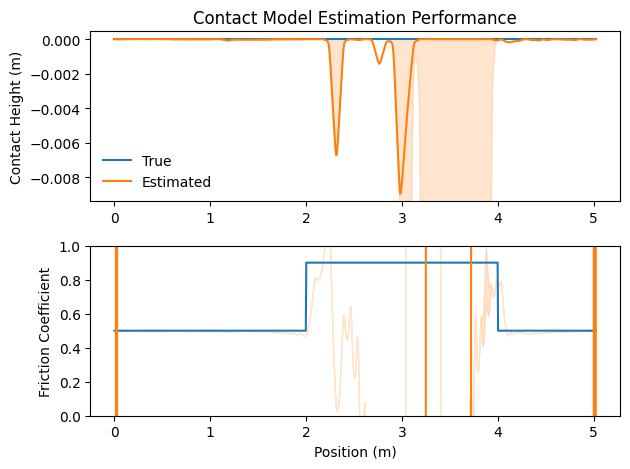 Contact Model Estimation Performance
Contact Height (m)
0.000
−0.002
−0.004
−0.006
−0.008
True
Estimated
0 1 2 3 4 5
Friction Coefficient
1.0
0.8
0.6
0.4
0.2
0.0
0 1 2 3 4 5
Position (m)